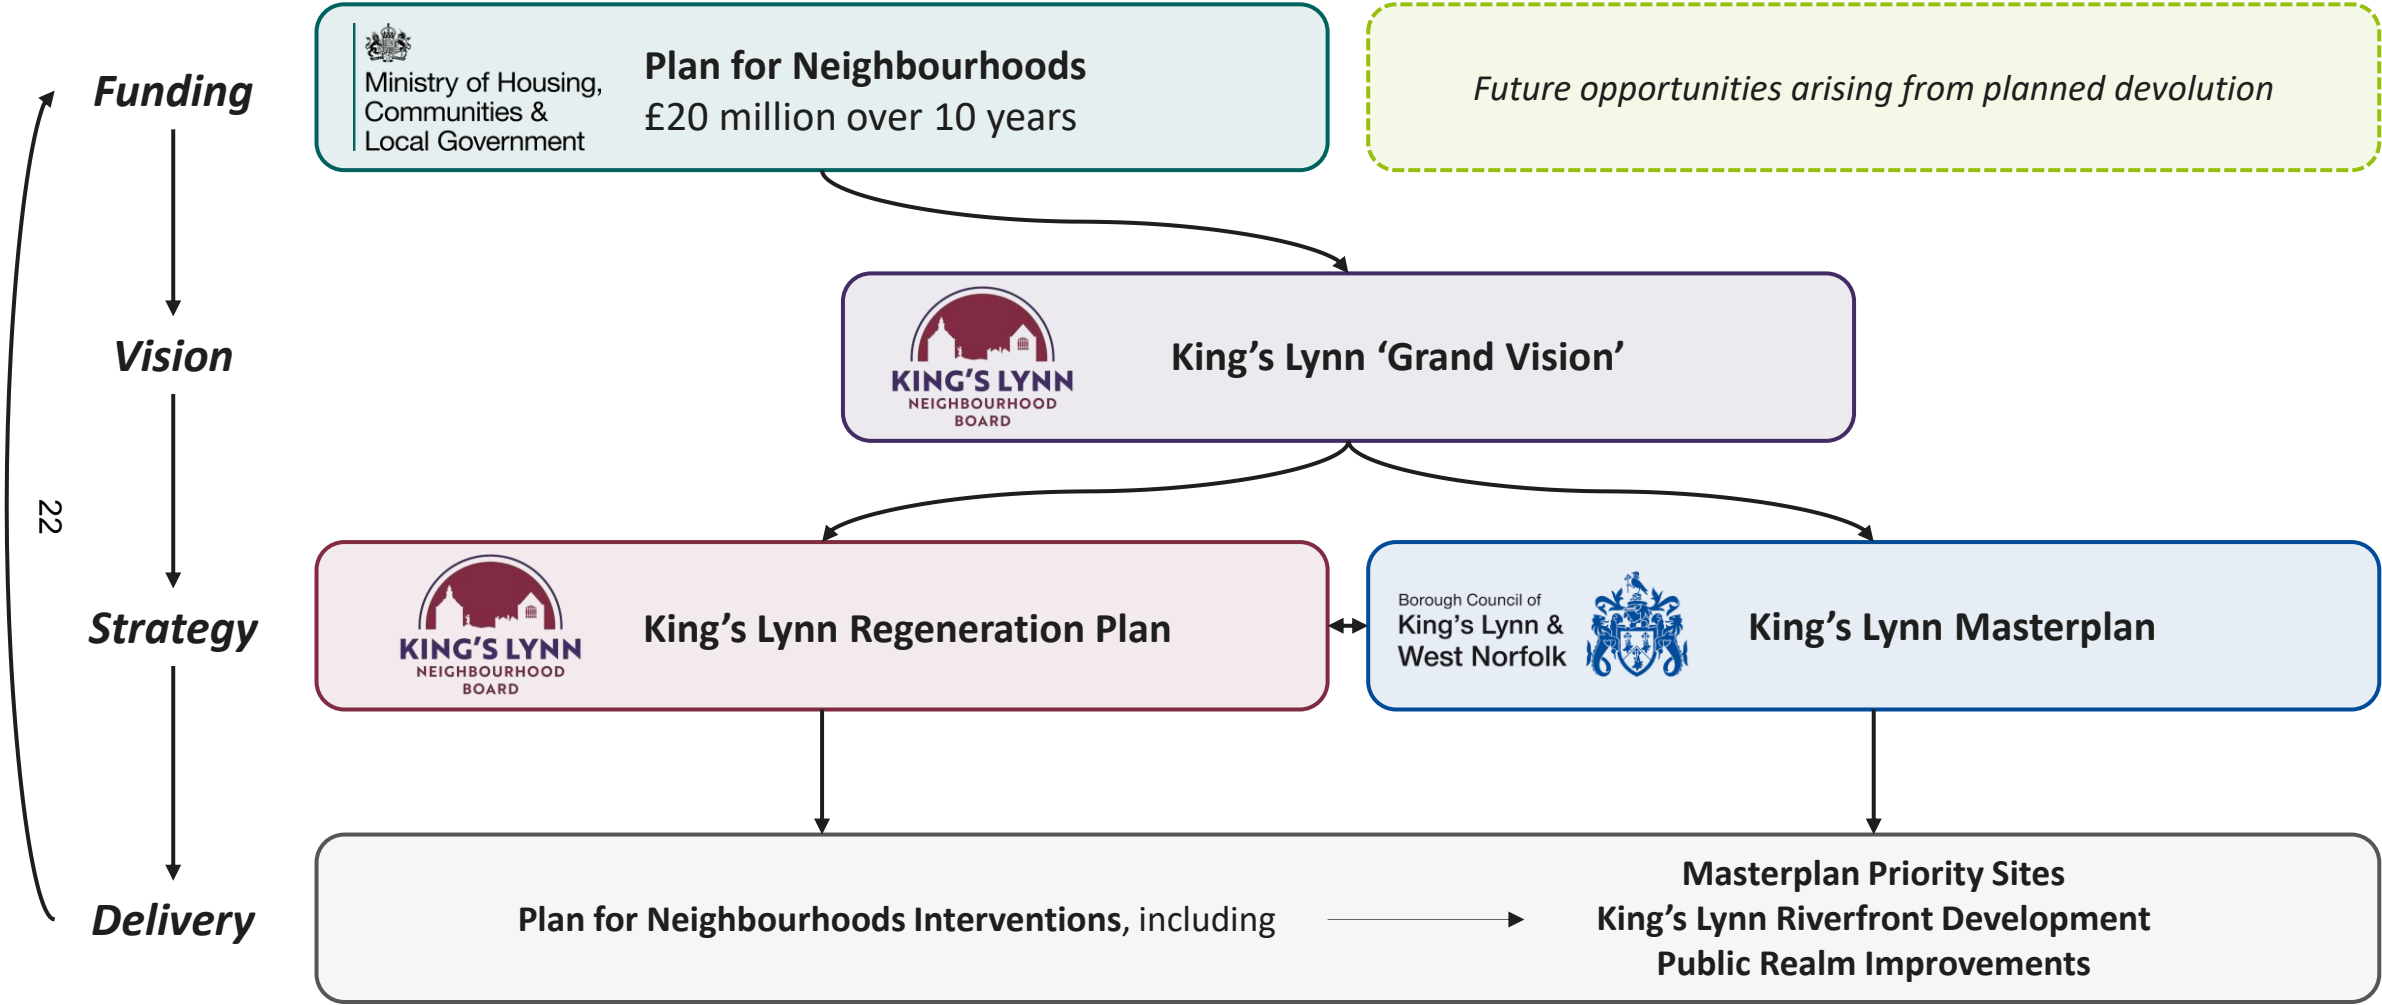 Funding
Ministry of Housing,
Communities &
Local Government
Plan for Neighbourhoods
£20 million over 10 years
Future opportunities arising from planned devolution
Vision
KING'S LYNN
NEIGHBOURHOOD
BOARD
King’s Lynn ‘Grand Vision’
22
Strategy
KING'S LYNN
NEIGHBOURHOOD
BOARD
King’s Lynn Regeneration Plan
Borough Council of
King's Lynn &
West Norfolk
King’s Lynn Masterplan
Delivery
Plan for Neighbourhoods Interventions, including
Masterplan Priority Sites
King’s Lynn Riverfront Development
Public Realm Improvements